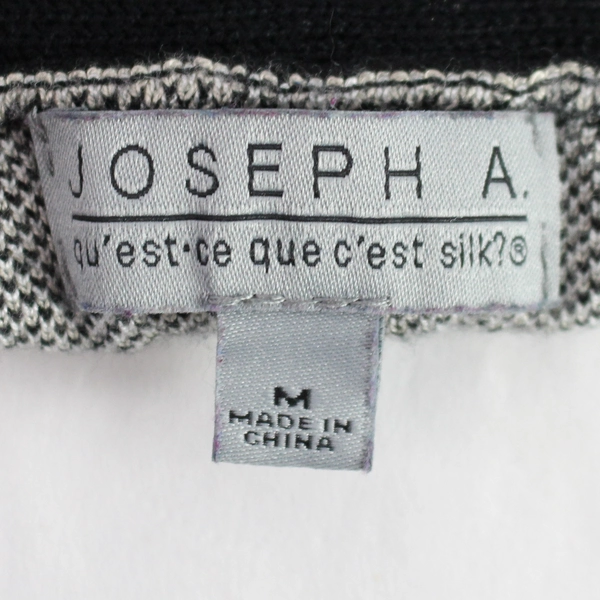 JOSEPH A.
qu'est-ce que c'est silk?®
M
MADE IN
CHINA